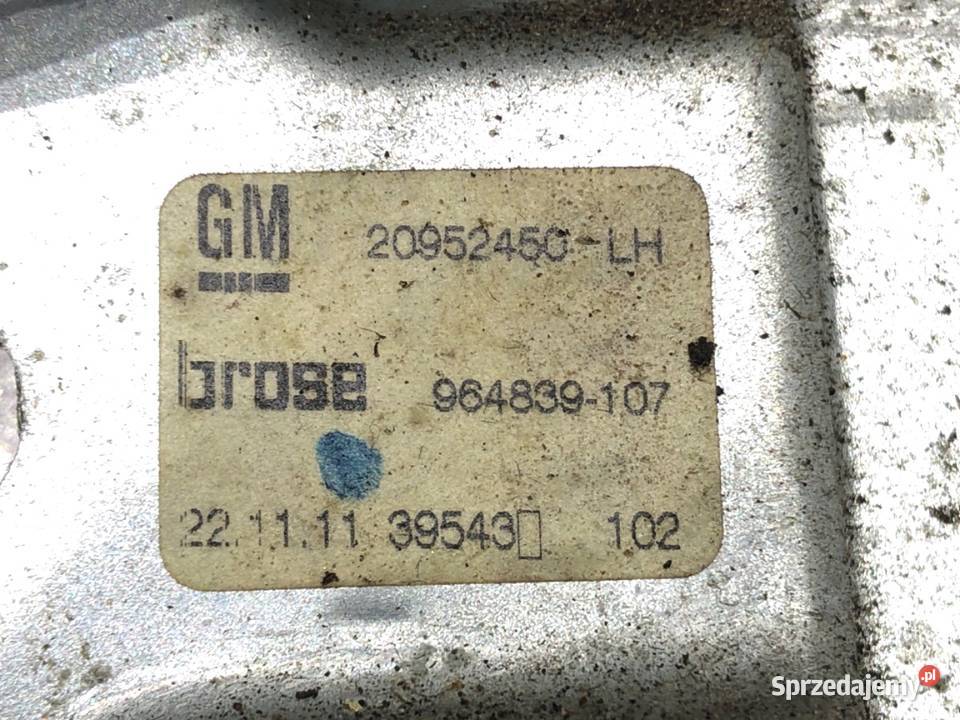 GM 20952450-LH
brose 964839-107
22.11.11 39543▯ 102
Sprzedajemy.pl